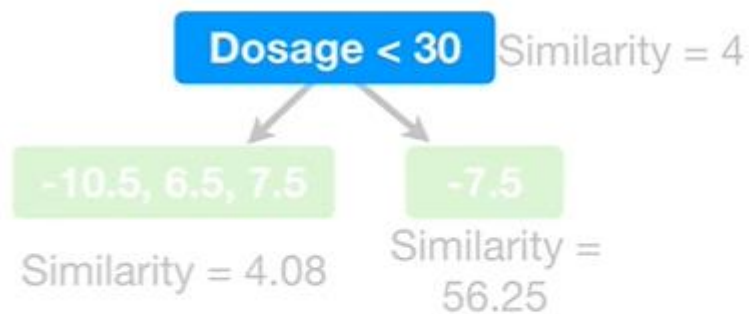 Dosage < 30
Similarity = 4
-10.5, 6.5, 7.5
-7.5
Similarity = 4.08
Similarity =
56.25